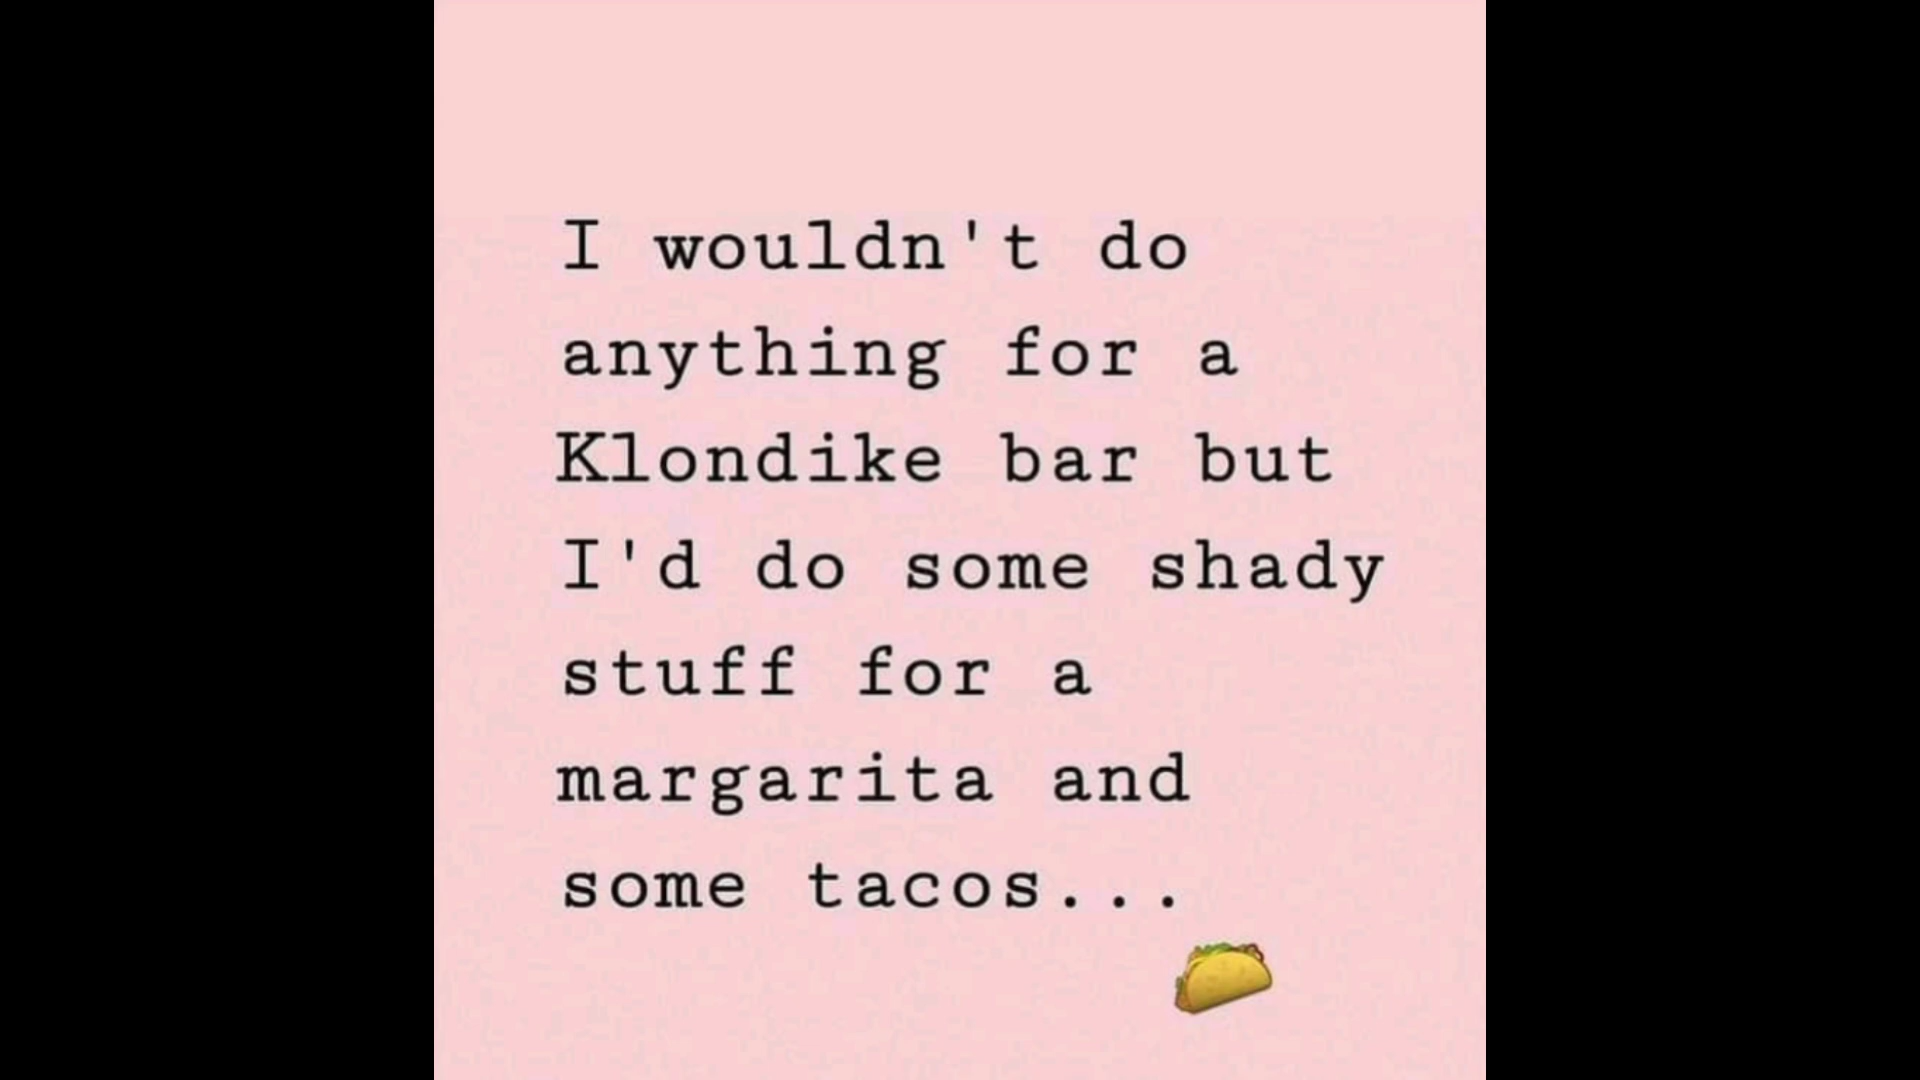 I wouldn't do
anything for a
Klondike bar but
I'd do some shady
stuff for a
margarita and
some tacos...